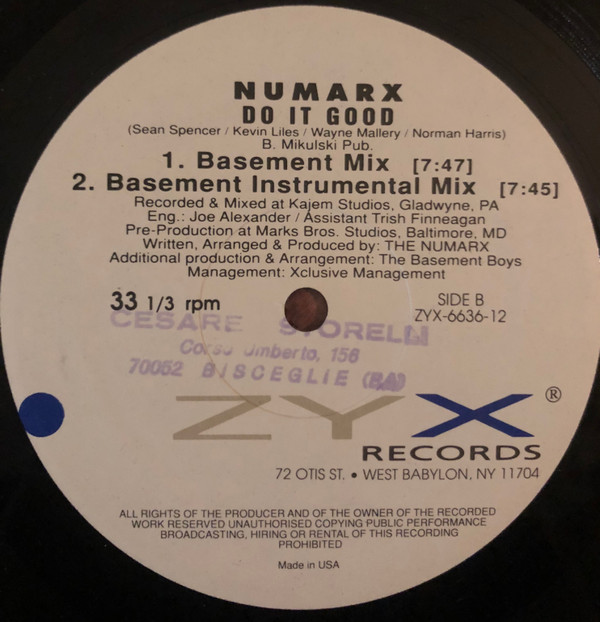 NUMARX
DO IT GOOD
(Sean Spencer / Kevin Liles / Wayne Mallery / Norman Harris)
B. Mikulski Pub.
1. Basement Mix [7:47]
2. Basement Instrumental Mix [7:45]
Recorded & Mixed at Kajem Studios, Gladwyne, PA
Eng.: Joe Alexander / Assistant Trish Finneagan
Pre-Production at Marks Bros. Studios, Baltimore, MD
Written, Arranged & Produced by: THE NUMARX
Additional production & Arrangement: The Basement Boys
Management: Xclusive Management
33 1/3 rpm
SIDE B
ZYX-6636-12
CESARE STORELLI
Corso Umberto, 156
70052 BISCEGLIE (BA)
ZYX ®
RECORDS
72 OTIS ST. • WEST BABYLON, NY 11704
ALL RIGHTS OF THE PRODUCER AND OF THE OWNER OF THE RECORDED
WORK RESERVED UNAUTHORISED COPYING PUBLIC PERFORMANCE
BROADCASTING, HIRING OR RENTAL OF THIS RECORDING
PROHIBITED
Made in USA